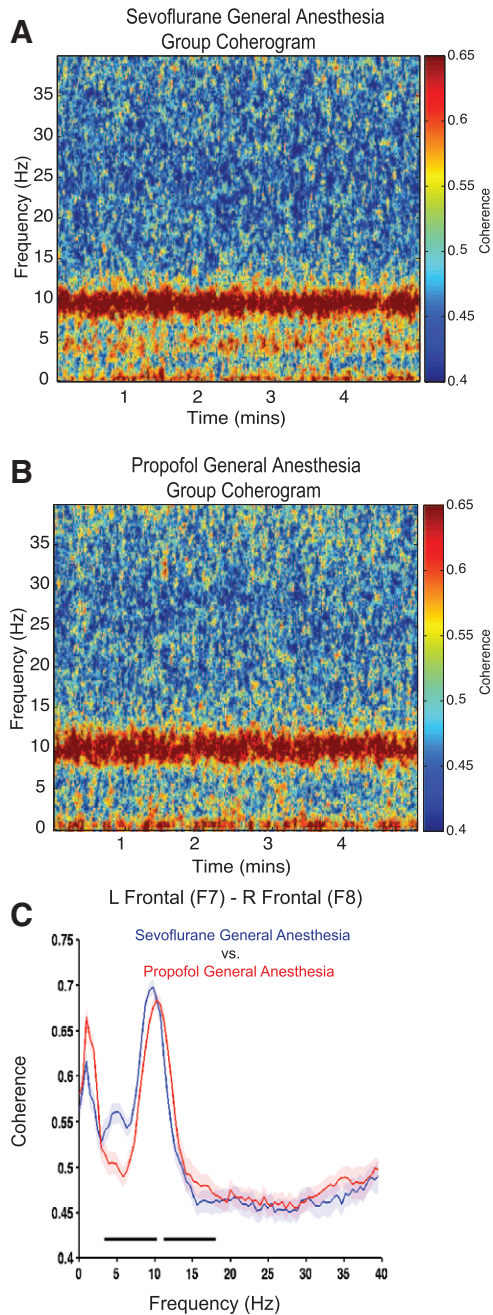 A
Sevoflurane General Anesthesia
Group Coherogram
Frequency (Hz)
35
30
25
20
15
10
5
0
1 2 3 4
Time (mins)
0.65
0.6
0.55
0.5
0.45
0.4
Coherence
B
Propofol General Anesthesia
Group Coherogram
Frequency (Hz)
35
30
25
20
15
10
5
0
1 2 3 4
Time (mins)
0.65
0.6
0.55
0.5
0.45
0.4
Coherence
C
L Frontal (F7) - R Frontal (F8)
Sevoflurane General Anesthesia
vs.
Propofol General Anesthesia
Coherence
0.75
0.7
0.65
0.6
0.55
0.5
0.45
0.4
0 5 10 15 20 25 30 35 40
Frequency (Hz)